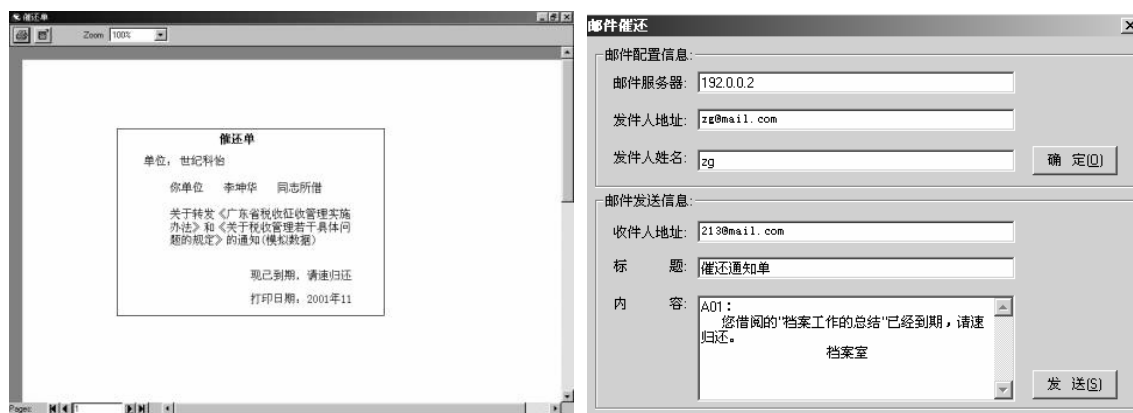 催还单
Zoom 100%
催还单
单位：世纪科怡
你单位 李坤华 同志所借
关于转发《广东省税收征收管理实施
办法》和《关于税收管理若干具体问
题的规定》的通知(模拟数据)
现已到期，请速归还
打印日期：2001年11
Pages: 1
邮件催还
邮件配置信息:
邮件服务器: 192.0.0.2
发件人地址: zg@mail.com
发件人姓名: zg
确 定(O)
邮件发送信息:
收件人地址: 213@mail.com
标 题: 催还通知单
内 容: A01：
您借阅的"档案工作的总结"已经到期，请速
归还。
档案室
发 送(S)